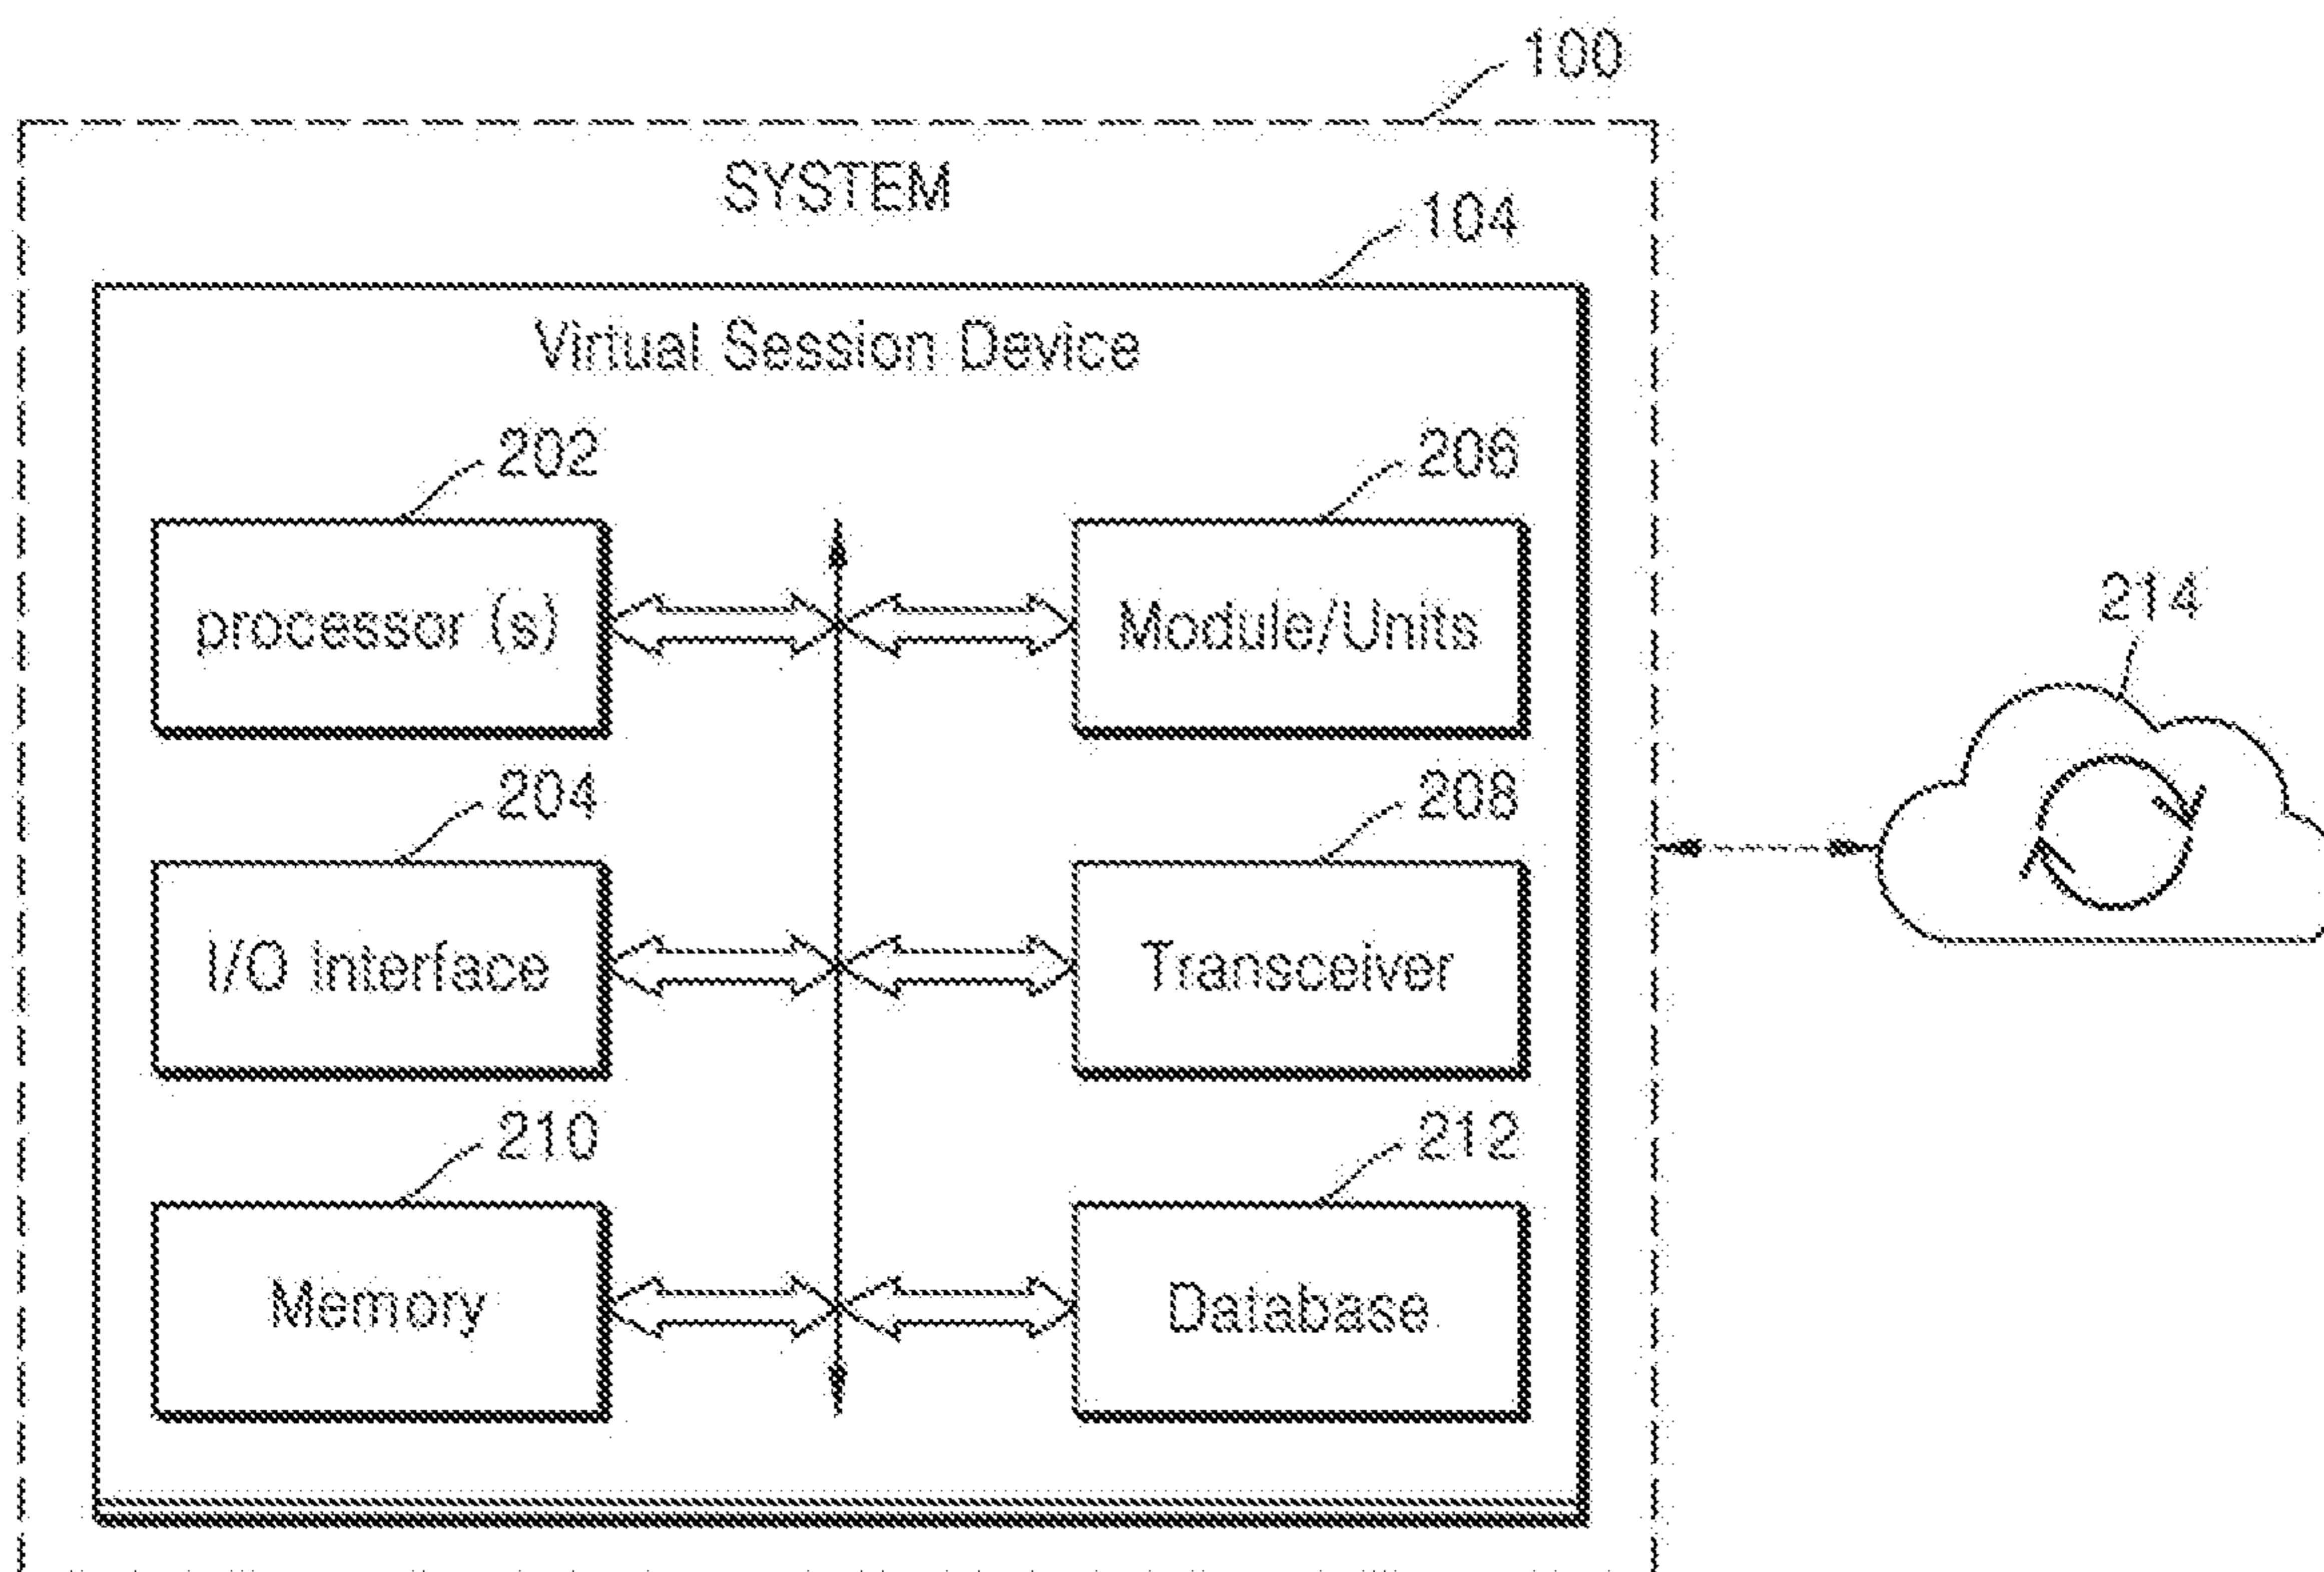 100
SYSTEM
104
Virtual Session Device
202
206
processor (s)
Module/Units
214
204
208
I/O Interface
Transceiver
210
212
Memory
Database